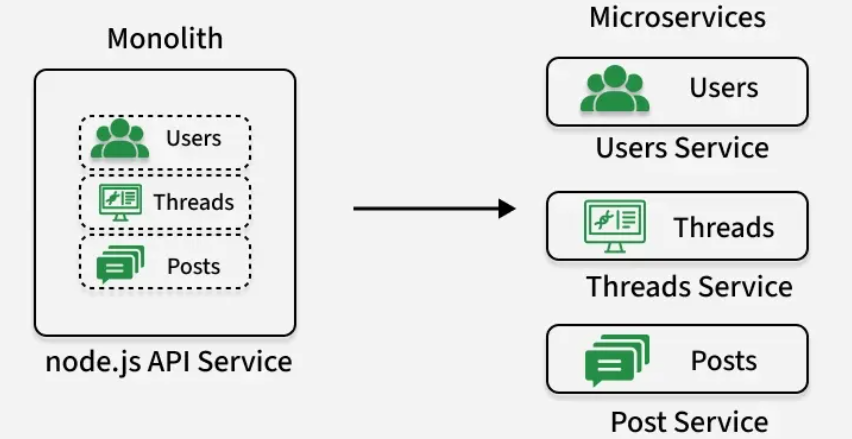 Monolith
Users
Threads
Posts
node.js API Service
Microservices
Users
Users Service
Threads
Threads Service
Posts
Post Service